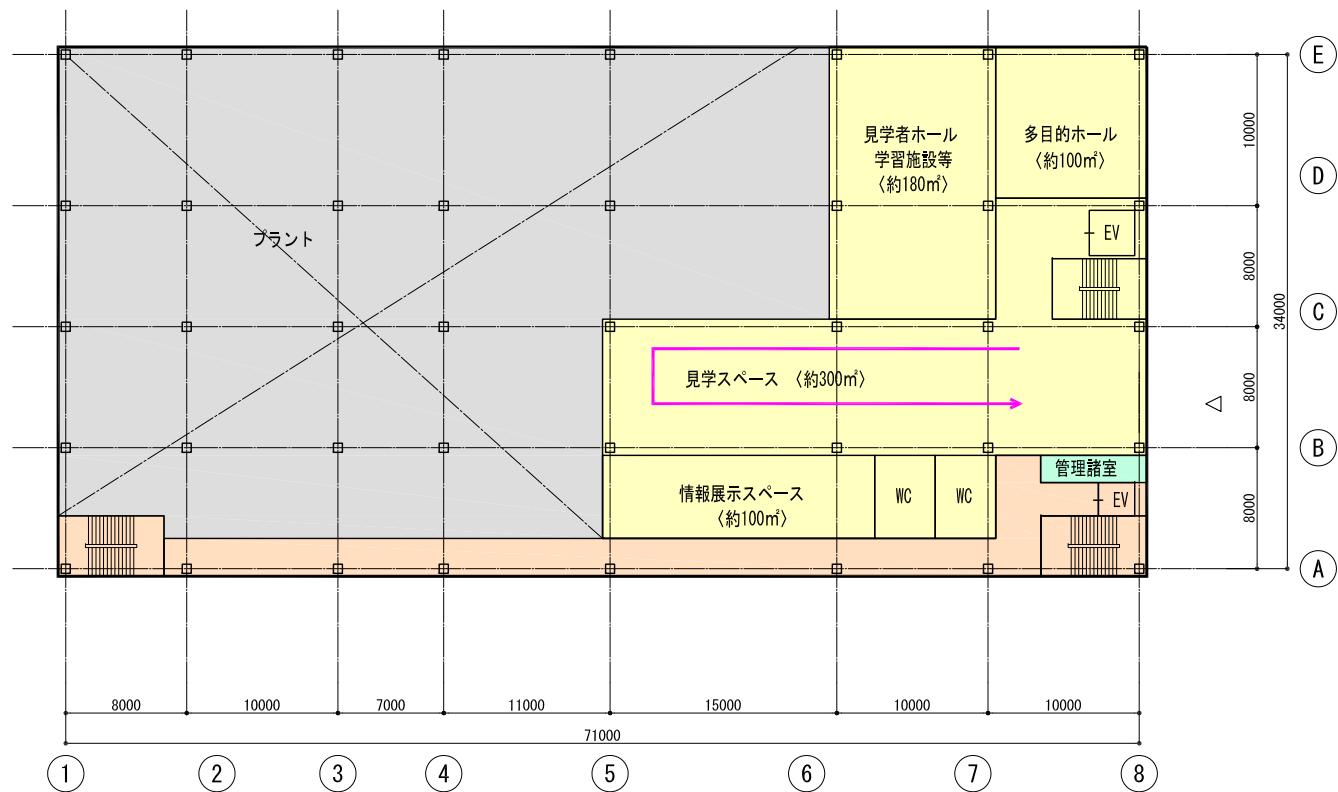 E
見学者ホール
学習施設等
〈約180㎡〉
多目的ホール
〈約100㎡〉
10000
D
プラント
EV
8000
C
34000
見学スペース 〈約300㎡〉
8000
B
管理諸室
情報展示スペース
〈約100㎡〉
WC
WC
EV
8000
A
8000
10000
7000
11000
15000
10000
10000
71000
1
2
3
4
5
6
7
8